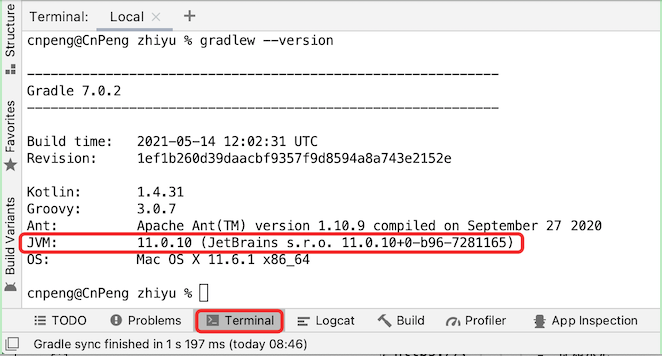 Terminal: Local × +
cnpeng@CnPeng zhiyu % gradlew --version
------------------------------------------------------------
Gradle 7.0.2
------------------------------------------------------------
Build time: 2021-05-14 12:02:31 UTC
Revision: 1ef1b260d39daacbf9357f9d8594a8a743e2152e
Kotlin: 1.4.31
Groovy: 3.0.7
Ant: Apache Ant(TM) version 1.10.9 compiled on September 27 2020
JVM: 11.0.10 (JetBrains s.r.o. 11.0.10+0-b96-7281165)
OS: Mac OS X 11.6.1 x86_64
cnpeng@CnPeng zhiyu %
Structure
Favorites
Build Variants
TODO Problems Terminal Logcat Build Profiler App Inspection
Gradle sync finished in 1 s 197 ms (today 08:46)